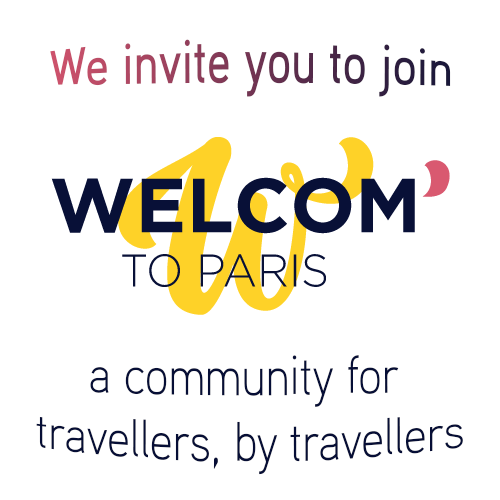 We invite you to join
WELCOM'
TO PARIS
a community for
travellers, by travellers